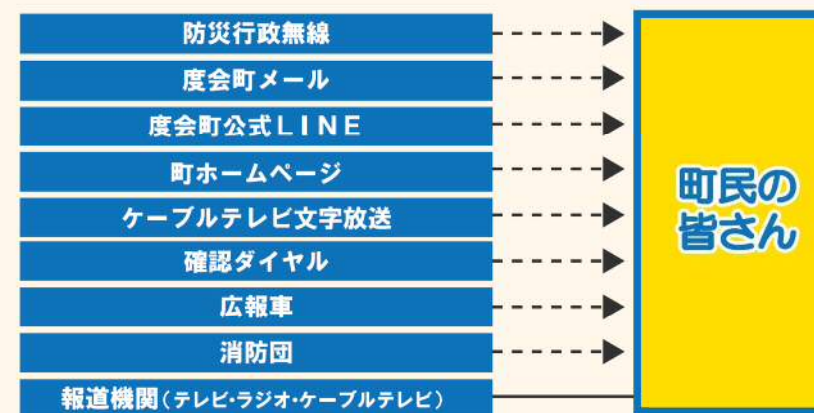 防災行政無線
度会町メール
度会町公式ＬＩＮＥ
町ホームページ
ケーブルテレビ文字放送
確認ダイヤル
広報車
消防団
報道機関（テレビ・ラジオ・ケーブルテレビ）
町民の
皆さん